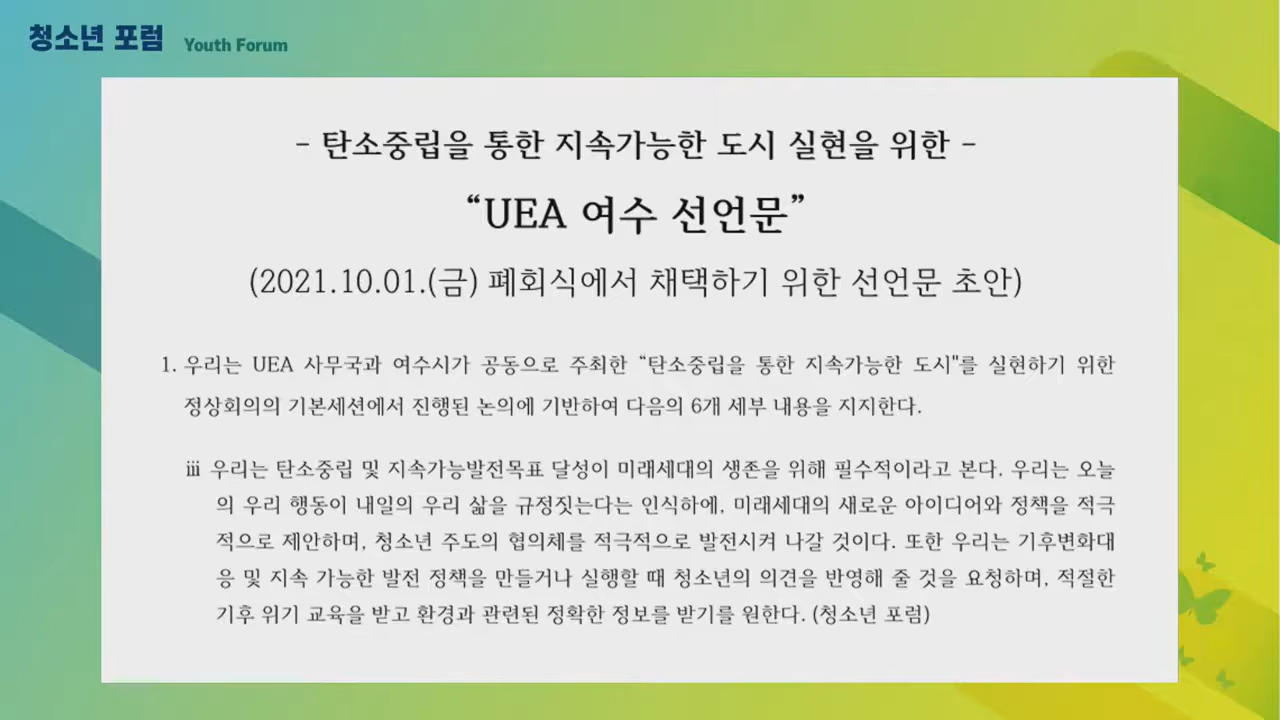 청소년 포럼 Youth Forum
- 탄소중립을 통한 지속가능한 도시 실현을 위한 -
“UEA 여수 선언문”
(2021.10.01.(금) 폐회식에서 채택하기 위한 선언문 초안)
1. 우리는 UEA 사무국과 여수시가 공동으로 주최한 “탄소중립을 통한 지속가능한 도시"를 실현하기 위한
정상회의의 기본세션에서 진행된 논의에 기반하여 다음의 6개 세부 내용을 지지한다.
ⅲ 우리는 탄소중립 및 지속가능발전목표 달성이 미래세대의 생존을 위해 필수적이라고 본다. 우리는 오늘
의 우리 행동이 내일의 우리 삶을 규정짓는다는 인식하에, 미래세대의 새로운 아이디어와 정책을 적극
적으로 제안하며, 청소년 주도의 협의체를 적극적으로 발전시켜 나갈 것이다. 또한 우리는 기후변화대
응 및 지속 가능한 발전 정책을 만들거나 실행할 때 청소년의 의견을 반영해 줄 것을 요청하며, 적절한
기후 위기 교육을 받고 환경과 관련된 정확한 정보를 받기를 원한다. (청소년 포럼)